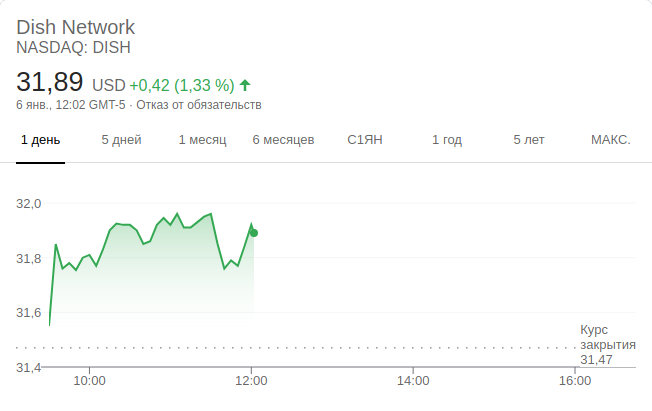 Dish Network
NASDAQ: DISH
31,89 USD +0,42 (1,33 %)
6 янв., 12:02 GMT-5 · Отказ от обязательств
1 день 5 дней 1 месяц 6 месяцев С1ЯН 1 год 5 лет МАКС.
32,0
31,8
31,6
Курс
закрытия
31,47
31,4
10:00 12:00 14:00 16:00